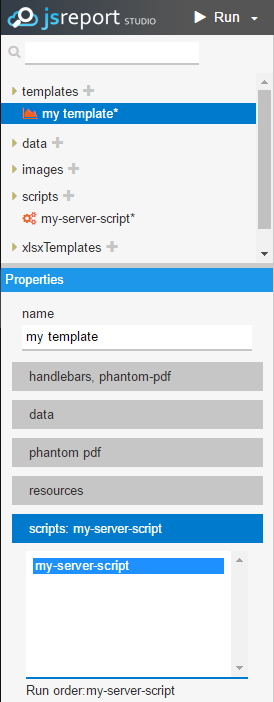 jsreport STUDIO
Run
templates
my template*
data
images
scripts
my-server-script*
xlsxTemplates
Properties
name
my template
handlebars, phantom-pdf
data
phantom pdf
resources
scripts: my-server-script
my-server-script
Run order:my-server-script